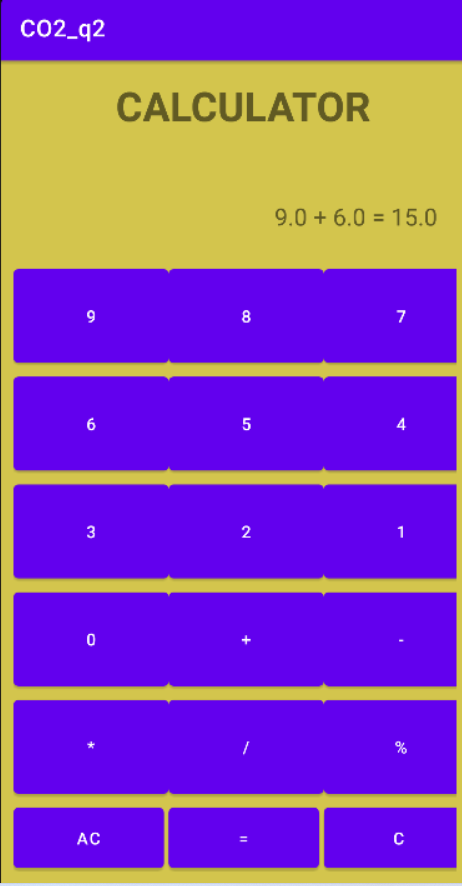 CO2_q2
CALCULATOR
9.0 + 6.0 = 15.0
9 8 7
6 5 4
3 2 1
0 + -
* / %
AC = C